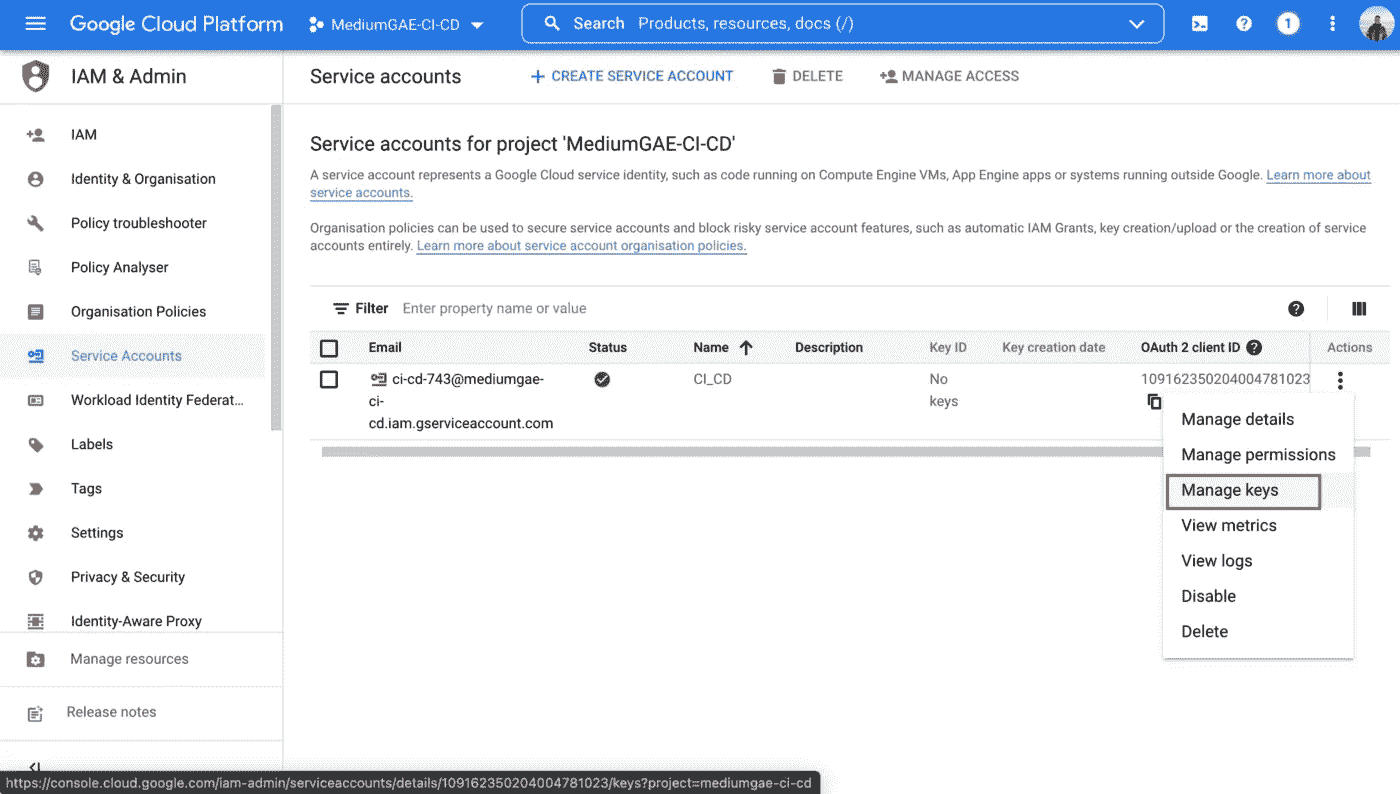 Google Cloud Platform
MediumGAE-CI-CD
Search Products, resources, docs (/)
1
IAM & Admin
Service accounts
CREATE SERVICE ACCOUNT
DELETE
MANAGE ACCESS
IAM
Identity & Organisation
Policy troubleshooter
Policy Analyser
Organisation Policies
Service Accounts
Workload Identity Federat...
Labels
Tags
Settings
Privacy & Security
Identity-Aware Proxy
Manage resources
Release notes
Service accounts for project 'MediumGAE-CI-CD'
A service account represents a Google Cloud service identity, such as code running on Compute Engine VMs, App Engine apps or systems running outside Google. Learn more about
service accounts.
Organisation policies can be used to secure service accounts and block risky service account features, such as automatic IAM Grants, key creation/upload or the creation of service
accounts entirely. Learn more about service account organisation policies.
Filter Enter property name or value
Email Status Name Description Key ID Key creation date OAuth 2 client ID Actions
ci-cd-743@mediumgae- CI_CD No 109162350204004781023
ci- keys
cd.iam.gserviceaccount.com
Manage details
Manage permissions
Manage keys
View metrics
View logs
Disable
Delete
https://console.cloud.google.com/iam-admin/serviceaccounts/details/109162350204004781023/keys?project=mediumgae-ci-cd